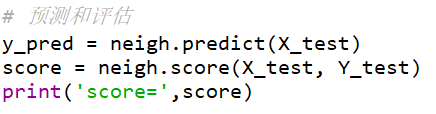 # 预测和评估
y_pred = neigh.predict(X_test)
score = neigh.score(X_test, Y_test)
print('score=',score)